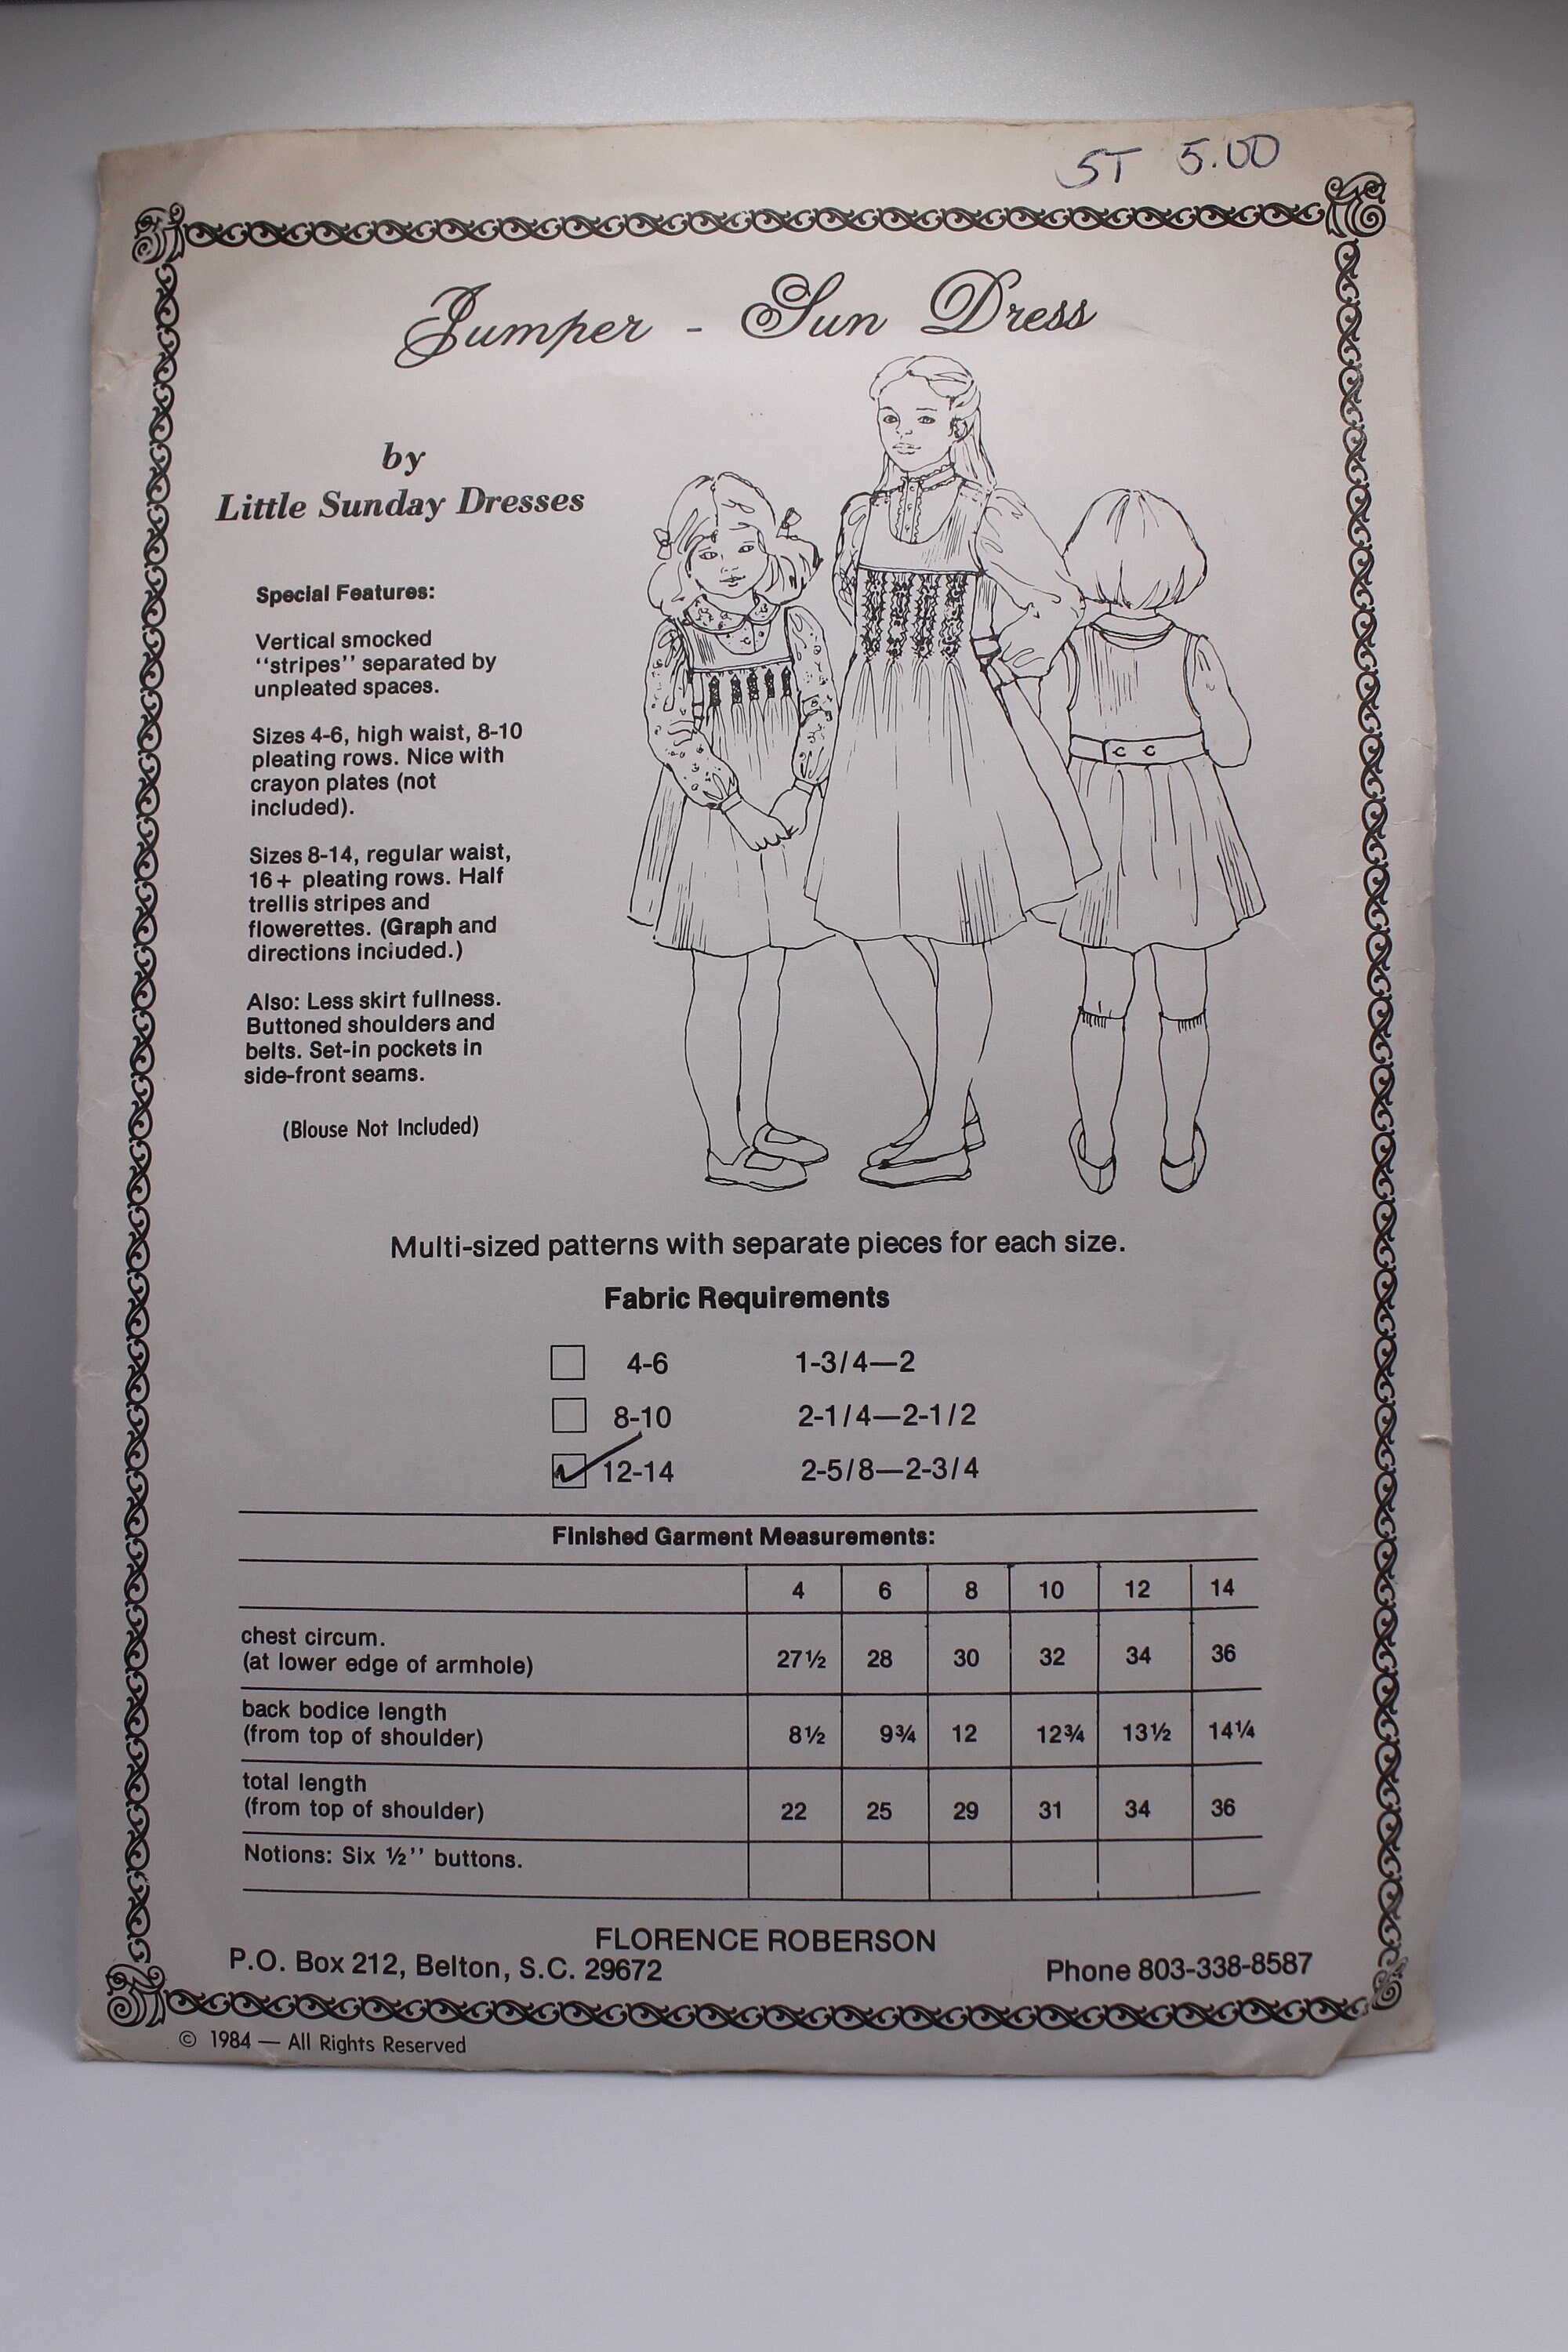 ST 5.00
Jumper - Sun Dress
by
Little Sunday Dresses
Special Features:
Vertical smocked
‘‘stripes’’ separated by
unpleated spaces.
Sizes 4-6, high waist, 8-10
pleating rows. Nice with
crayon plates (not
included).
Sizes 8-14, regular waist,
16+ pleating rows. Half
trellis stripes and
flowerettes. (Graph and
directions included.)
Also: Less skirt fullness.
Buttoned shoulders and
belts. Set-in pockets in
side-front seams.
(Blouse Not Included)
Multi-sized patterns with separate pieces for each size.
Fabric Requirements
4-6 1-3/4—2
8-10 2-1/4—2-1/2
12-14 2-5/8—2-3/4
Finished Garment Measurements:
4 6 8 10 12 14
chest circum.
(at lower edge of armhole) 27½ 28 30 32 34 36
back bodice length
(from top of shoulder) 8½ 9¾ 12 12¾ 13½ 14¼
total length
(from top of shoulder) 22 25 29 31 34 36
Notions: Six ½’’ buttons.
FLORENCE ROBERSON
P.O. Box 212, Belton, S.C. 29672 Phone 803-338-8587
© 1984 — All Rights Reserved